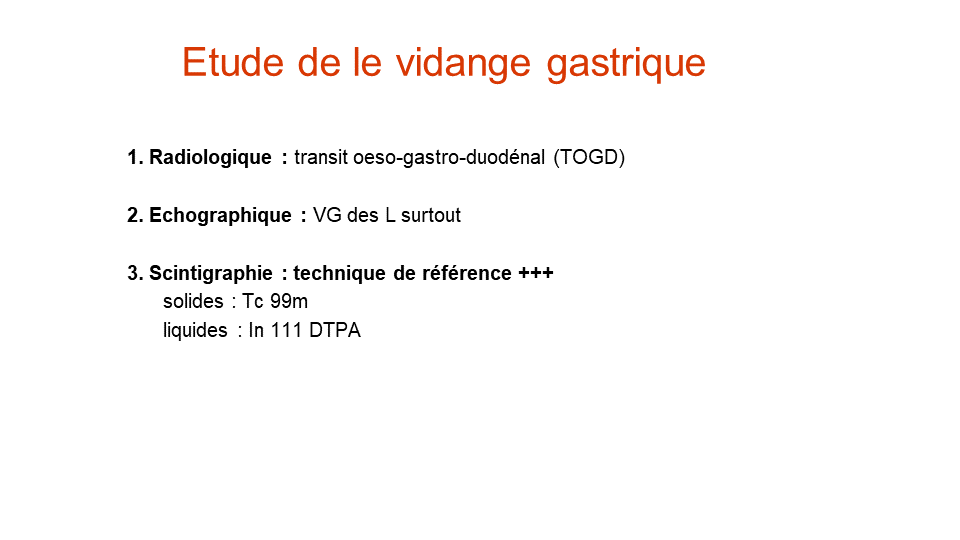 Etude de le vidange gastrique
1. Radiologique : transit oeso-gastro-duodénal (TOGD)
2. Echographique : VG des L surtout
3. Scintigraphie : technique de référence +++
solides : Tc 99m
liquides : In 111 DTPA